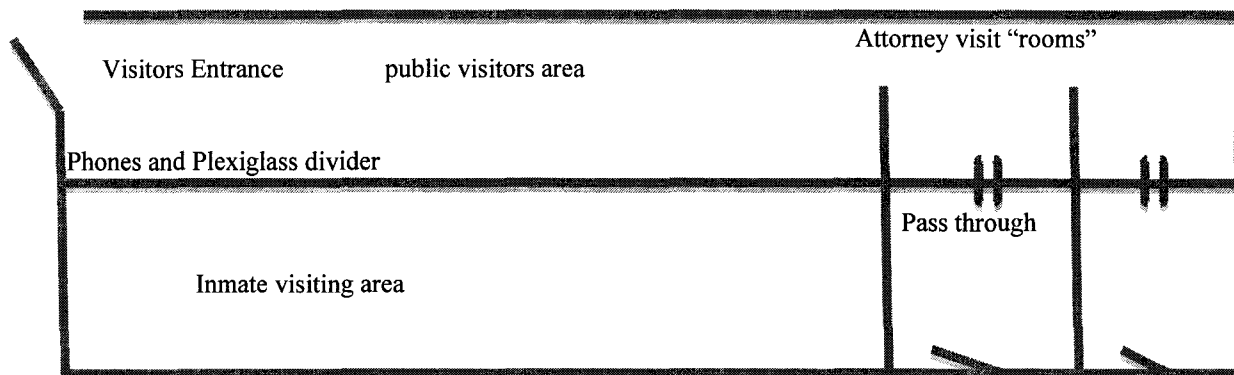 Attorney visit “rooms”
Visitors Entrance public visitors area
Phones and Plexiglass divider
Pass through
Inmate visiting area